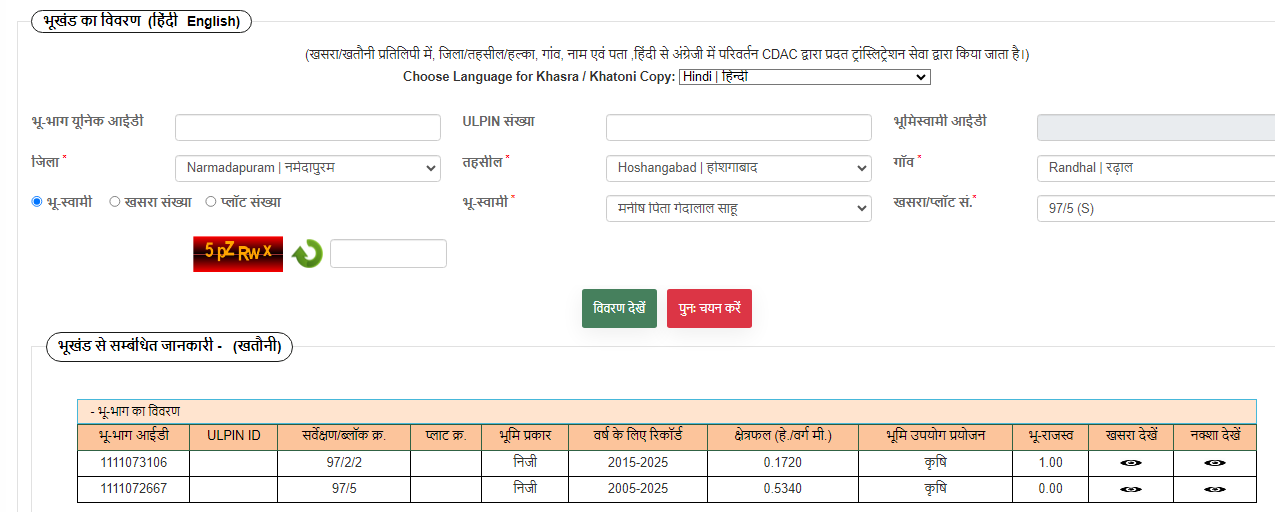 भूखंड का विवरण (हिंदी English)
(खसरा/खतौनी प्रतिलिपी में, जिला/तहसील/हल्का, गांव, नाम एवं पता ,हिंदी से अंग्रेजी में परिवर्तन CDAC द्वारा प्रदत ट्रांस्लिट्रेशन सेवा द्वारा किया जाता है।)
Choose Language for Khasra / Khatoni Copy: Hindi | हिन्दी
भू-भाग यूनिक आईडी ULPIN संख्या भूमिस्वामी आईडी
जिला * Narmadapuram | नर्मदापुरम तहसील * Hoshangabad | होशंगाबाद गाँव * Randhal | रंढ़ाल
भू-स्वामी खसरा संख्या प्लॉट संख्या भू-स्वामी * मनीष पिता गेंदालाल साहू खसरा/प्लॉट सं.* 97/5 (S)
5 pZ Rw x
विवरण देखें पुनः चयन करें
भूखंड से सम्बंधित जानकारी - (खतौनी)
- भू-भाग का विवरण
भू-भाग आईडी ULPIN ID सर्वेक्षण/ब्लॉक क्र. प्लाट क्र. भूमि प्रकार वर्ष के लिए रिकॉर्ड क्षेत्रफल (हे./वर्ग मी.) भूमि उपयोग प्रयोजन भू-राजस्व खसरा देखें नक्शा देखें
1111073106 97/2/2 निजी 2015-2025 0.1720 कृषि 1.00
1111072667 97/5 निजी 2005-2025 0.5340 कृषि 0.00